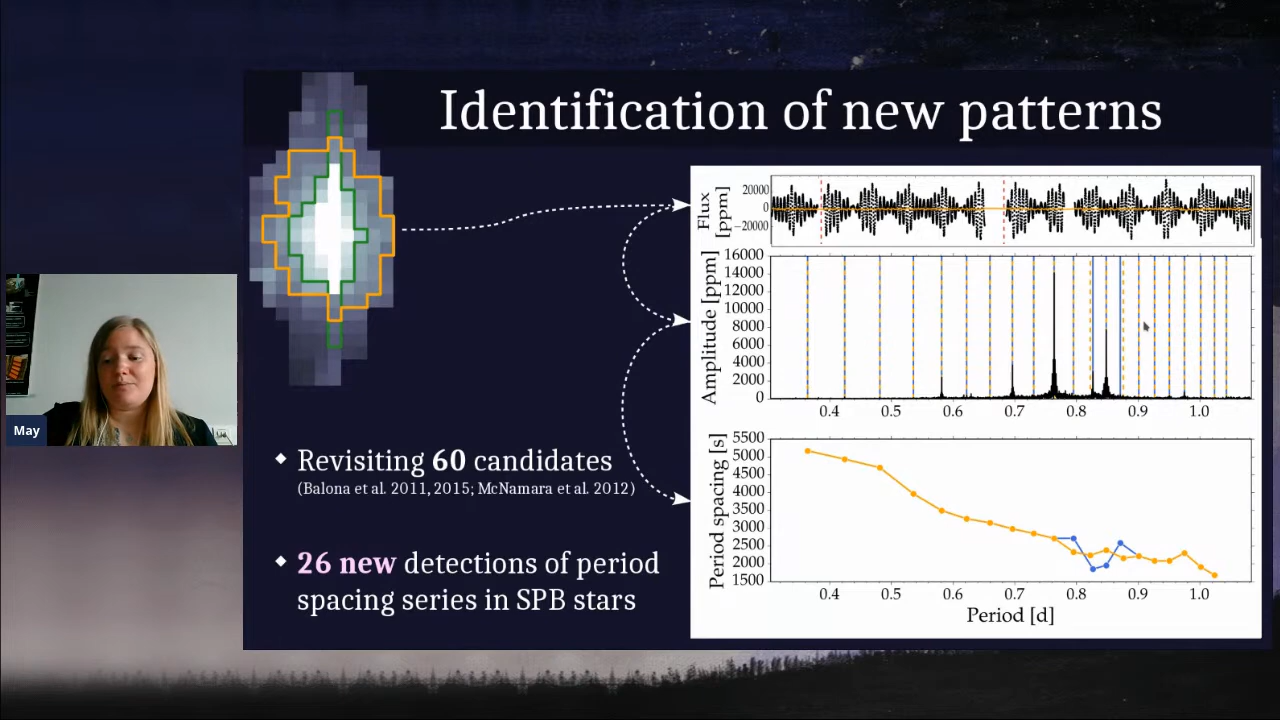 Identification of new patterns
Flux
[ppm]
20000
0
−20000
Amplitude [ppm]
16000
14000
12000
10000
8000
6000
4000
2000
0
0.4 0.5 0.6 0.7 0.8 0.9 1.0
Period spacing [s]
5500
5000
4500
4000
3500
3000
2500
2000
1500
0.4 0.5 0.6 0.7 0.8 0.9 1.0
Period [d]
May
Revisiting 60 candidates
(Balona et al. 2011, 2015; McNamara et al. 2012)
26 new detections of period
spacing series in SPB stars